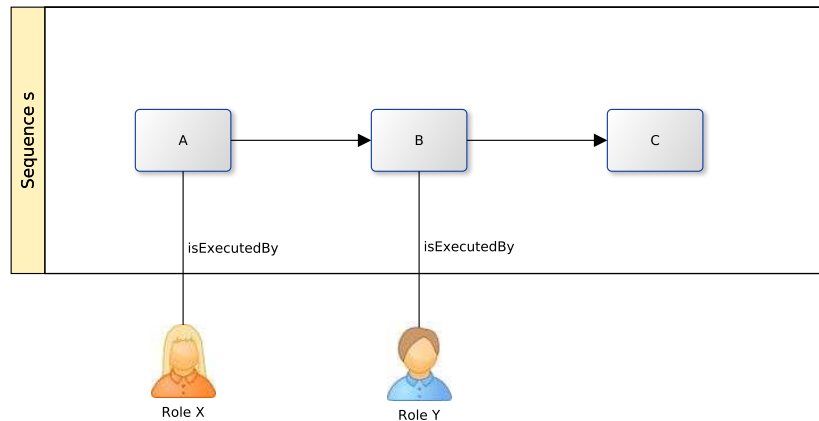 Sequence s
A
B
C
isExecutedBy
isExecutedBy
Role X
Role Y